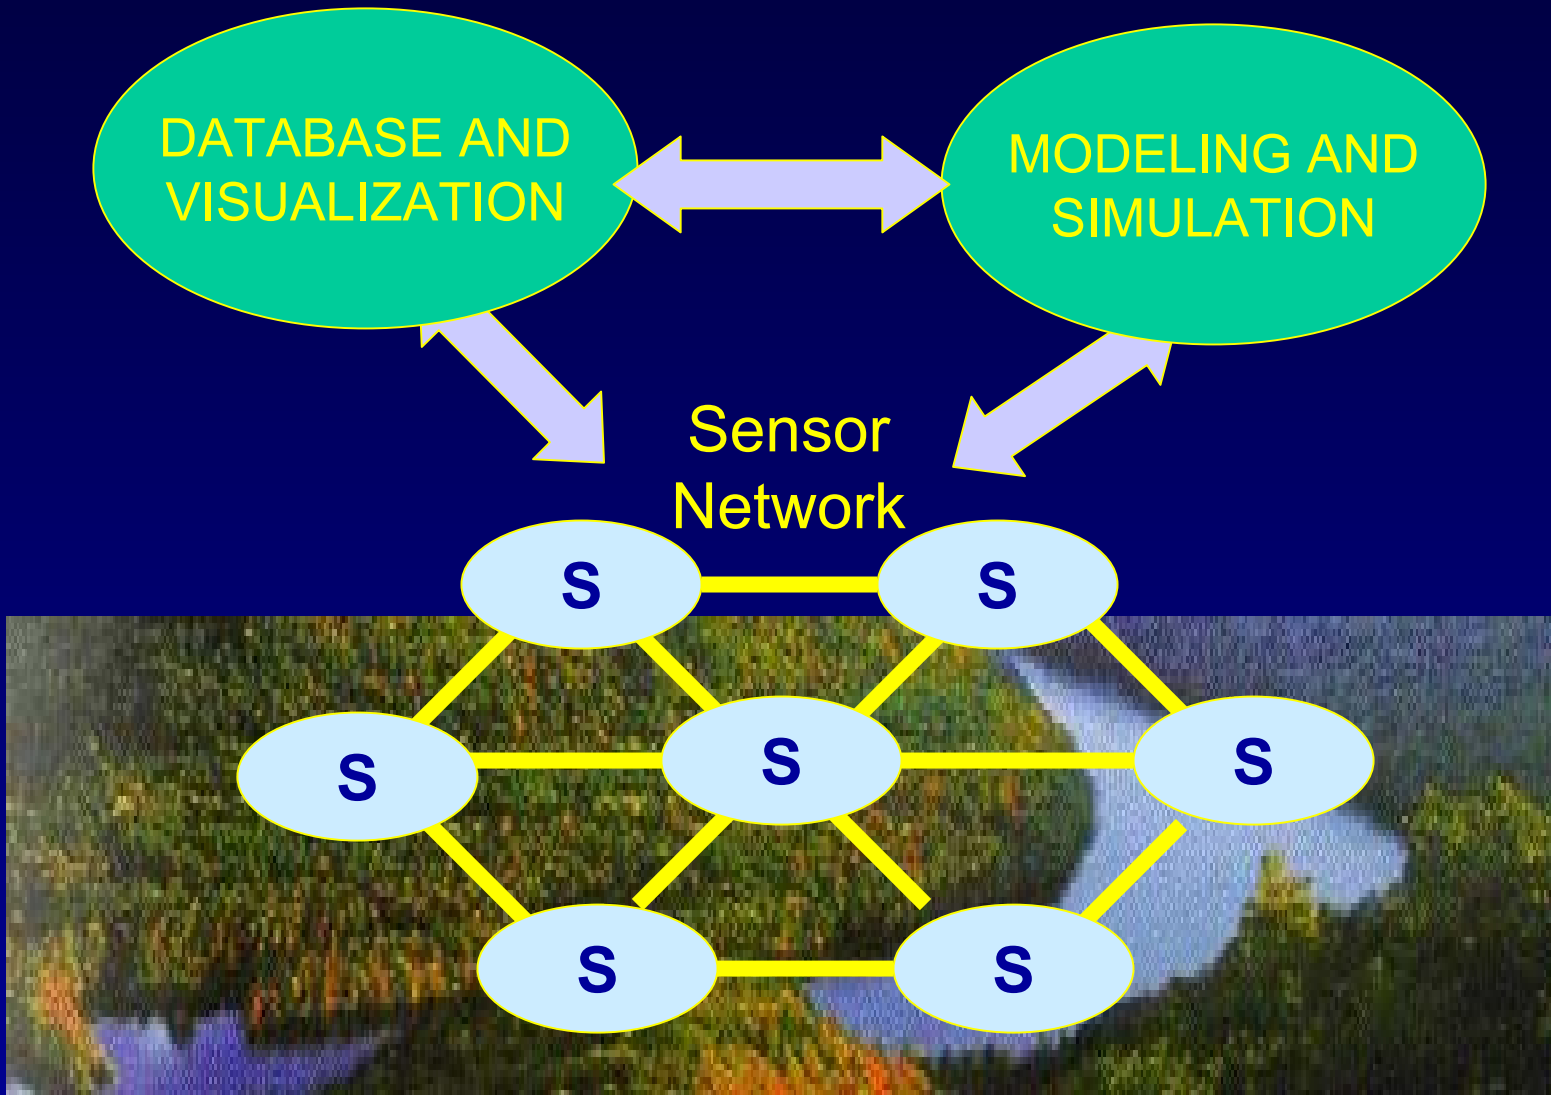 DATABASE AND
VISUALIZATION
MODELING AND
SIMULATION
Sensor
Network
S
S
S
S
S
S
S